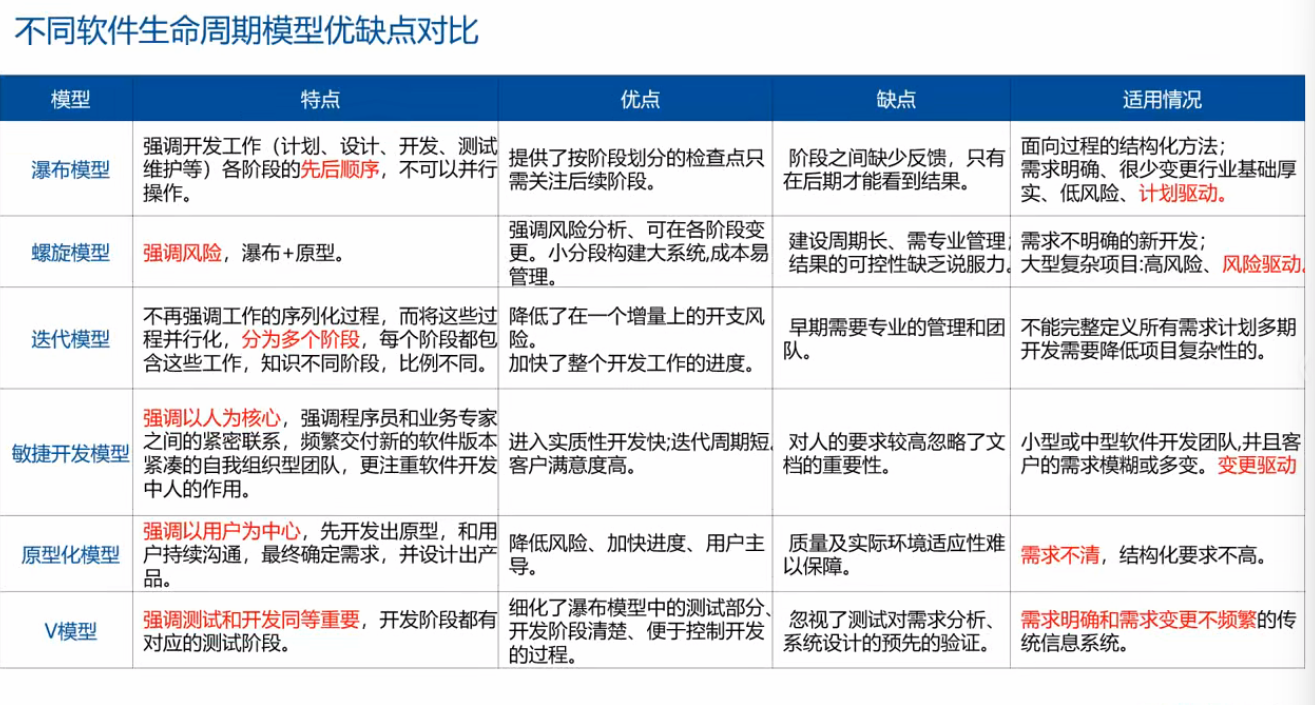 不同软件生命周期模型优缺点对比
模型 特点 优点 缺点 适用情况
瀑布模型
强调开发工作（计划、设计、开发、测试
维护等）各阶段的先后顺序，不可以并行
操作。
提供了按阶段划分的检查点只
需关注后续阶段。
阶段之间缺少反馈，只有
在后期才能看到结果。
面向过程的结构化方法；
需求明确、很少变更行业基础厚
实、低风险、计划驱动。
螺旋模型
强调风险，瀑布+原型。
强调风险分析、可在各阶段变
更。小分段构建大系统,成本易
管理。
建设周期长、需专业管理；
结果的可控性缺乏说服力。
需求不明确的新开发；
大型复杂项目:高风险、风险驱动。
迭代模型
不再强调工作的序列化过程，而将这些过
程并行化，分为多个阶段，每个阶段都包
含这些工作，知识不同阶段，比例不同。
降低了在一个增量上的开支风
险。
加快了整个开发工作的进度。
早期需要专业的管理和团
队。
不能完整定义所有需求计划多期
开发需要降低项目复杂性的。
敏捷开发模型
强调以人为核心，强调程序员和业务专家
之间的紧密联系，频繁交付新的软件版本
紧凑的自我组织型团队，更注重软件开发
中人的作用。
进入实质性开发快;迭代周期短。
客户满意度高。
对人的要求较高忽略了文
档的重要性。
小型或中型软件开发团队,井且客
户的需求模糊或多变。变更驱动
原型化模型
强调以用户为中心，先开发出原型，和用
户持续沟通，最终确定需求，并设计出产
品。
降低风险、加快进度、用户主
导。
质量及实际环境适应性难
以保障。
需求不清，结构化要求不高。
V模型
强调测试和开发同等重要，开发阶段都有
对应的测试阶段。
细化了瀑布模型中的测试部分、
开发阶段清楚、便于控制开发
的过程。
忽视了测试对需求分析、
系统设计的预先的验证。
需求明确和需求变更不频繁的传
统信息系统。